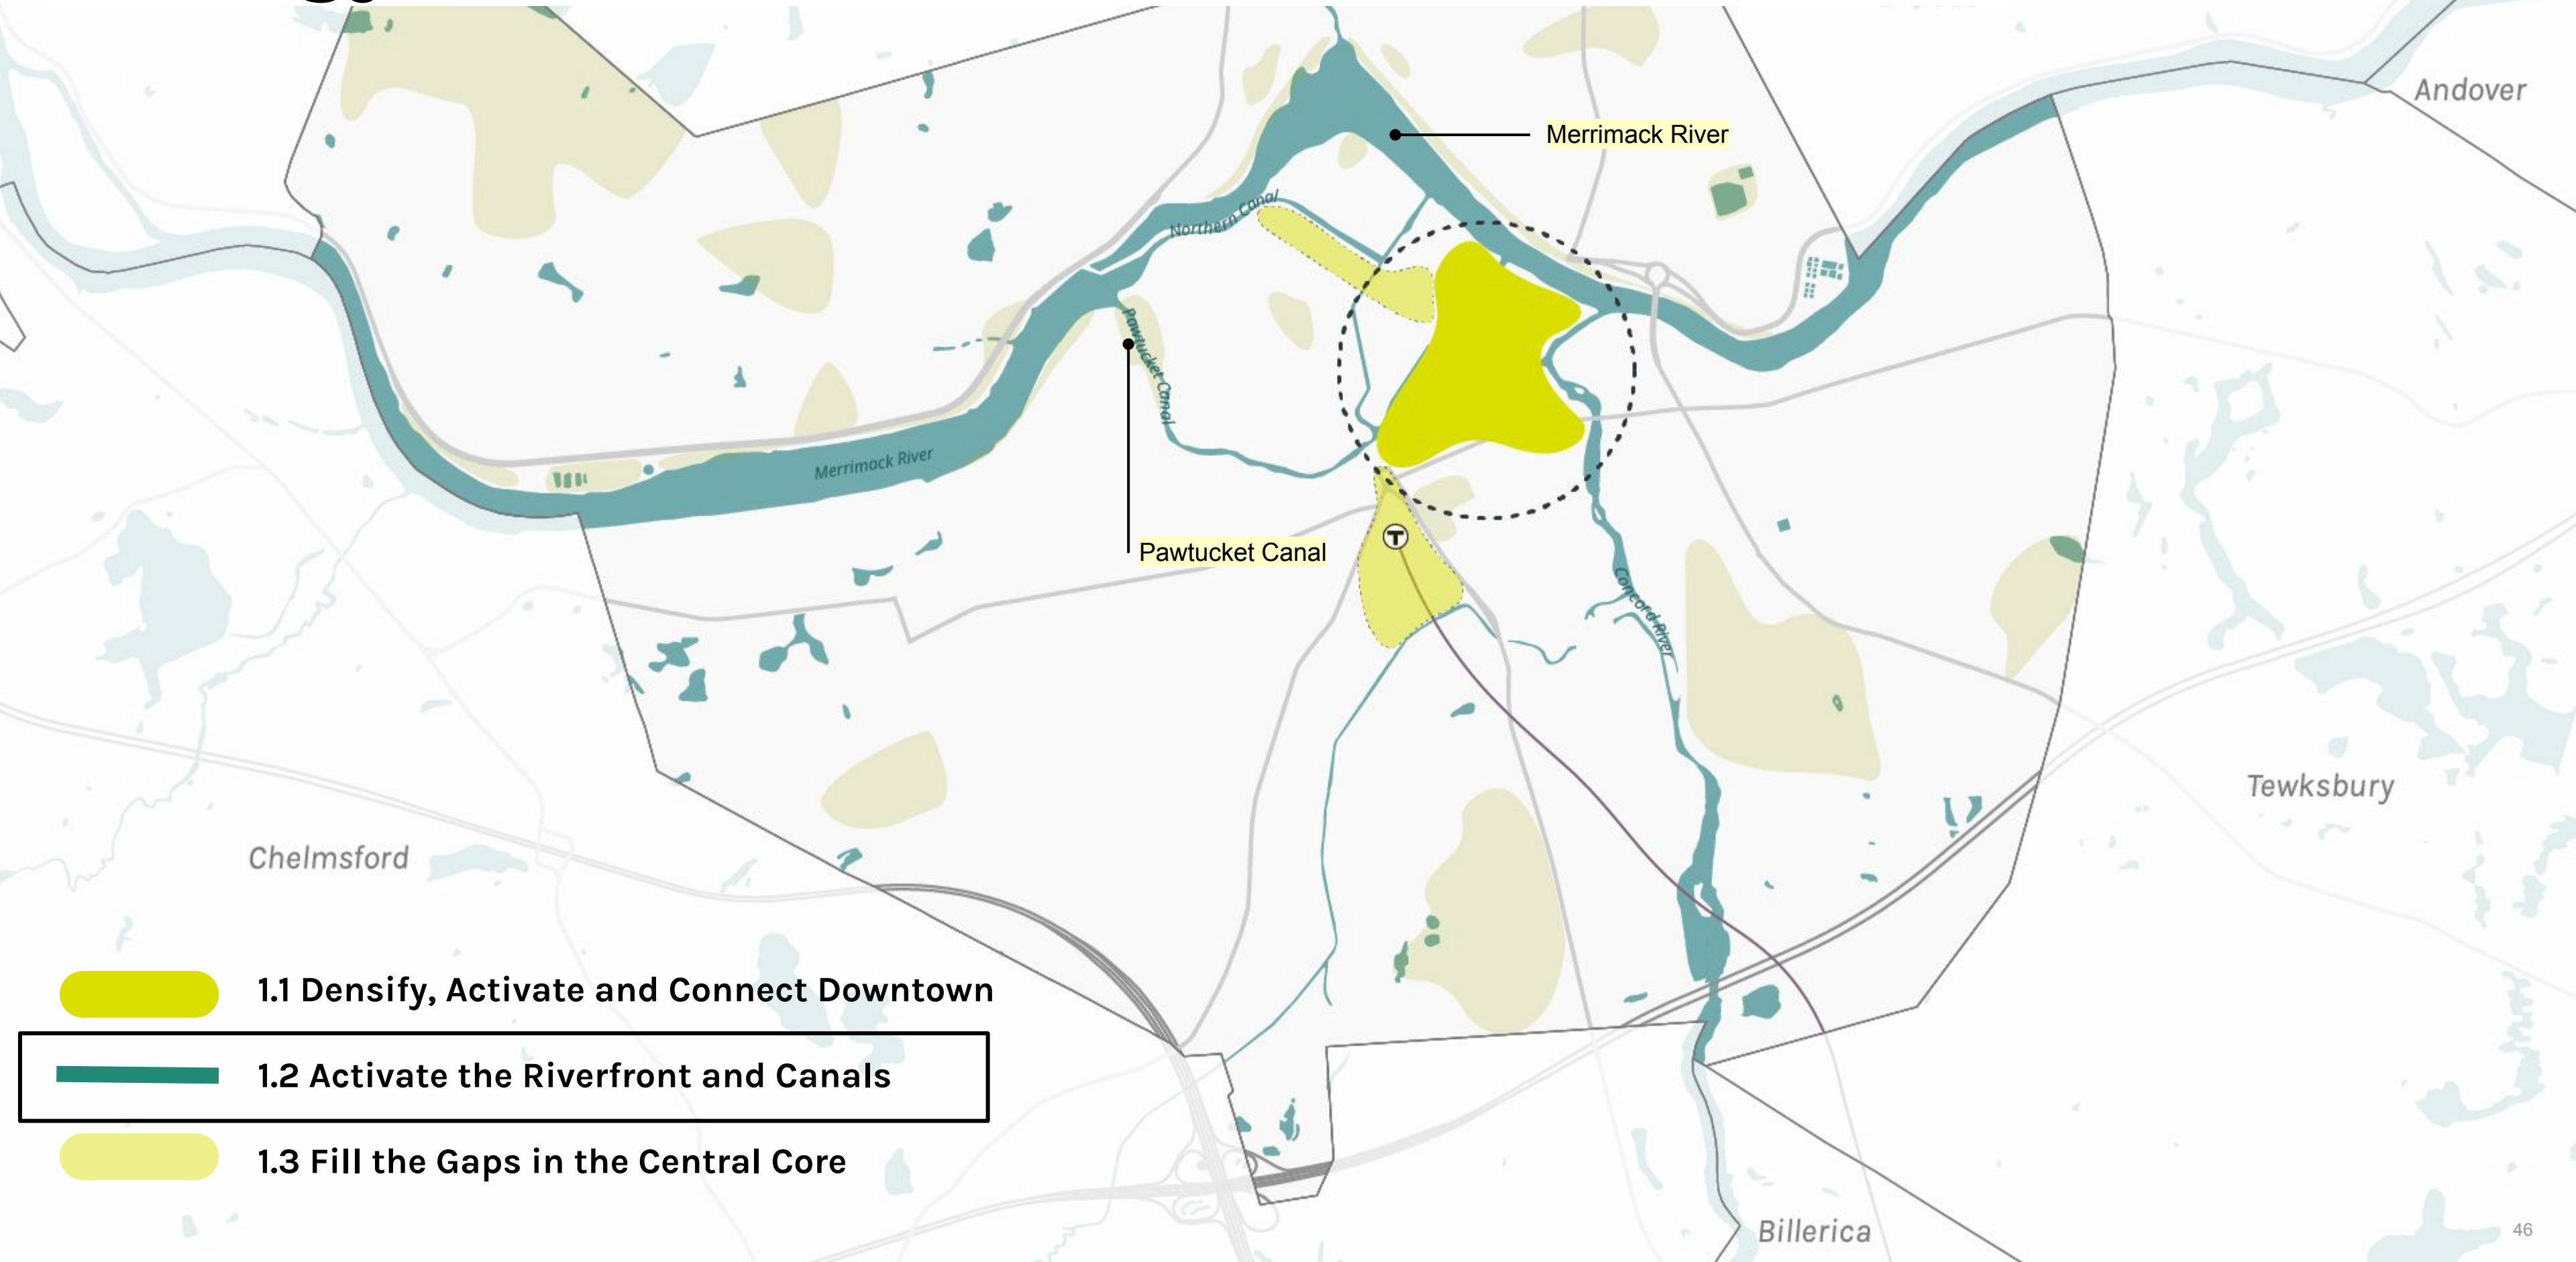 Andover
Merrimack River
Northern Canal
Pawtucket Canal
Merrimack River
T
Pawtucket Canal
Concord River
Tewksbury
Chelmsford
1.1 Densify, Activate and Connect Downtown
1.2 Activate the Riverfront and Canals
1.3 Fill the Gaps in the Central Core
Billerica
46